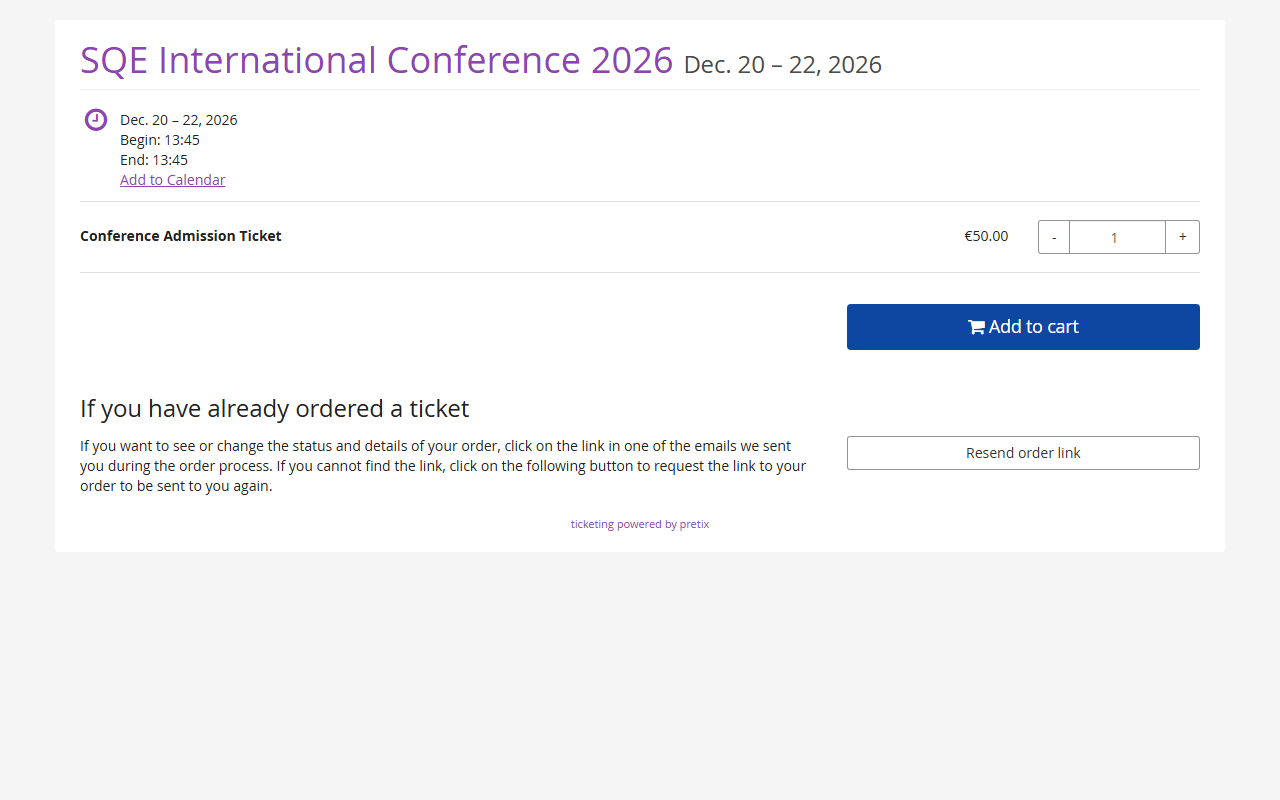 SQE International Conference 2026 Dec. 20 – 22, 2026
Dec. 20 – 22, 2026
Begin: 13:45
End: 13:45
Add to Calendar
Conference Admission Ticket €50.00 - 1 +
Add to cart
If you have already ordered a ticket
If you want to see or change the status and details of your order, click on the link in one of the emails we sent
you during the order process. If you cannot find the link, click on the following button to request the link to your
order to be sent to you again.
Resend order link
ticketing powered by pretix